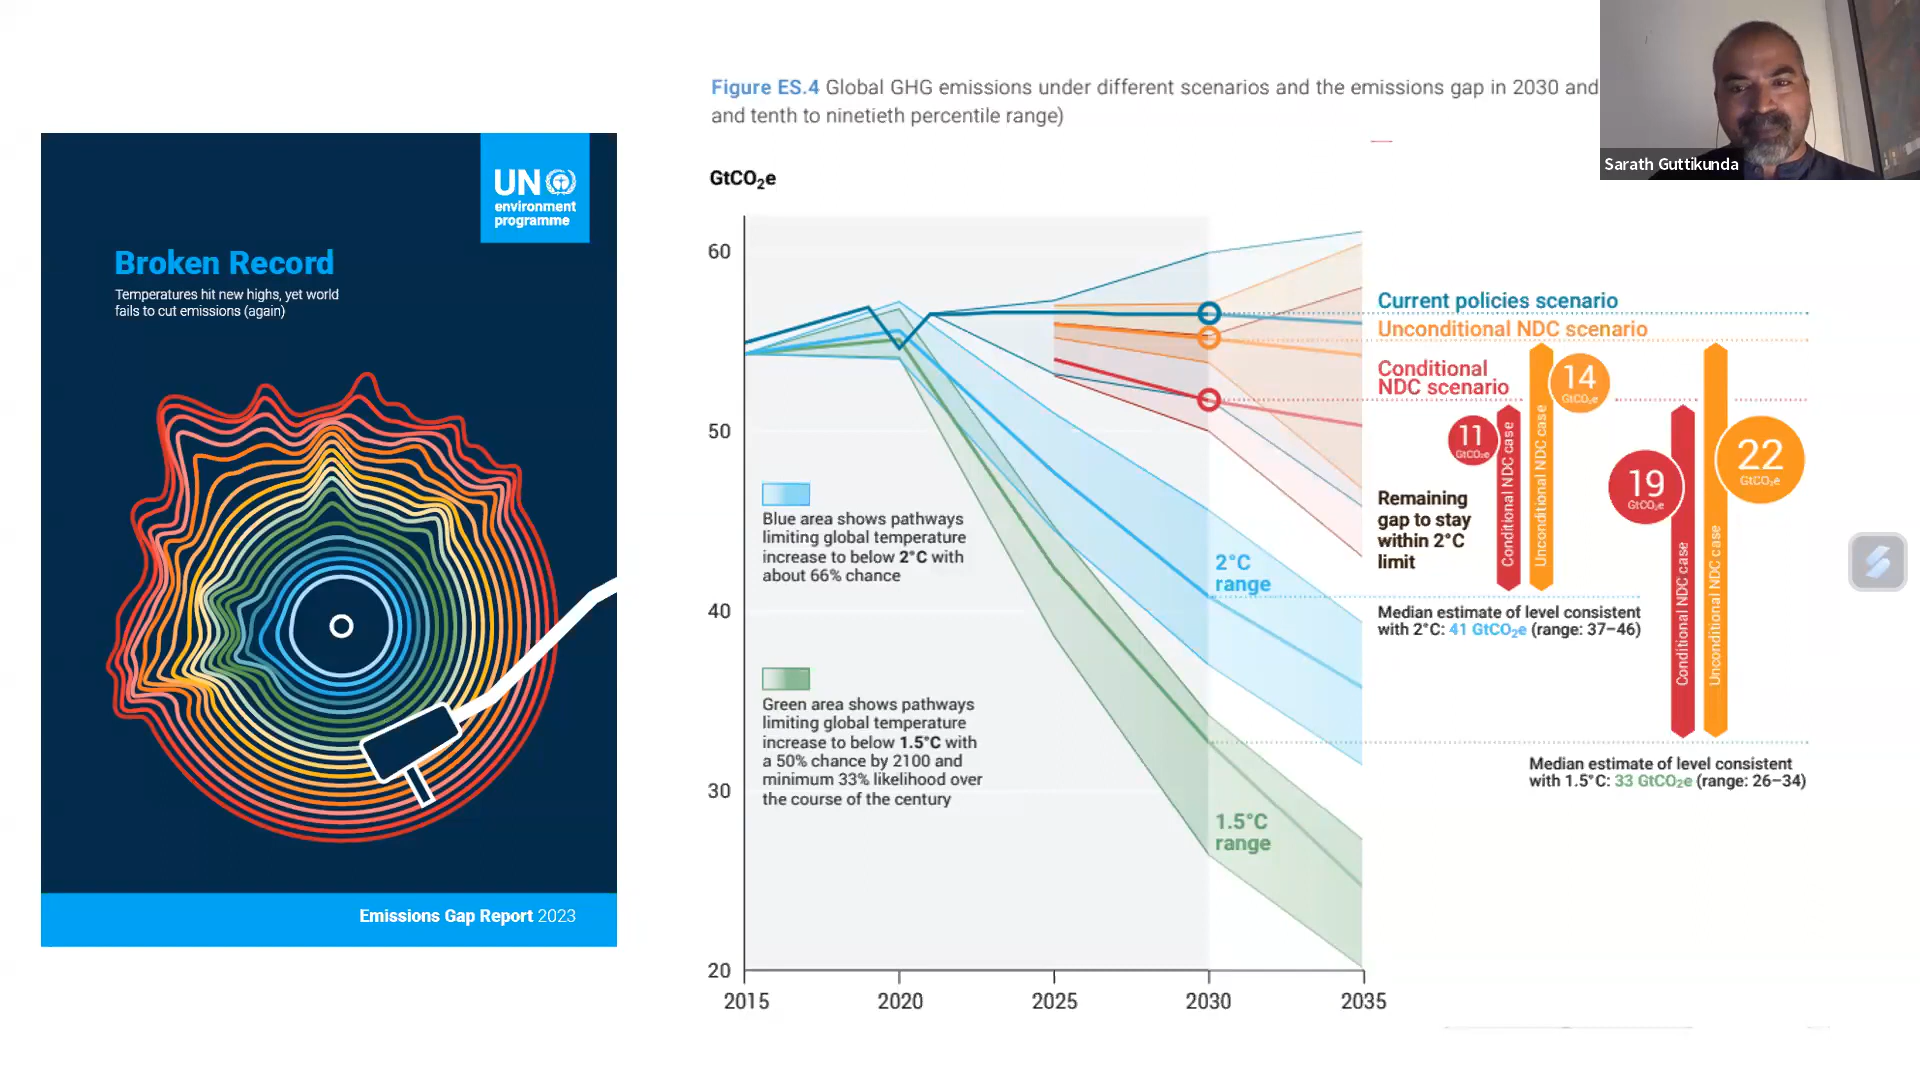 UN
environment
programme
Broken Record
Temperatures hit new highs, yet world
fails to cut emissions (again)
Emissions Gap Report 2023
Figure ES.4 Global GHG emissions under different scenarios and the emissions gap in 2030 and
and tenth to ninetieth percentile range)
GtCO₂e
60
50
40
30
20
2015
2020
2025
2030
2035
Blue area shows pathways
limiting global temperature
increase to below 2°C with
about 66% chance
Green area shows pathways
limiting global temperature
increase to below 1.5°C with
a 50% chance by 2100 and
minimum 33% likelihood over
the course of the century
2°C
range
1.5°C
range
Current policies scenario
Unconditional NDC scenario
Conditional
NDC scenario
11
GtCO₂e
14
GtCO₂e
Conditional NDC case
Unconditional NDC case
Remaining
gap to stay
within 2°C
limit
19
GtCO₂e
22
GtCO₂e
Conditional NDC case
Unconditional NDC case
Median estimate of level consistent
with 2°C: 41 GtCO₂e (range: 37–46)
Median estimate of level consistent
with 1.5°C: 33 GtCO₂e (range: 26–34)
Sarath Guttikunda